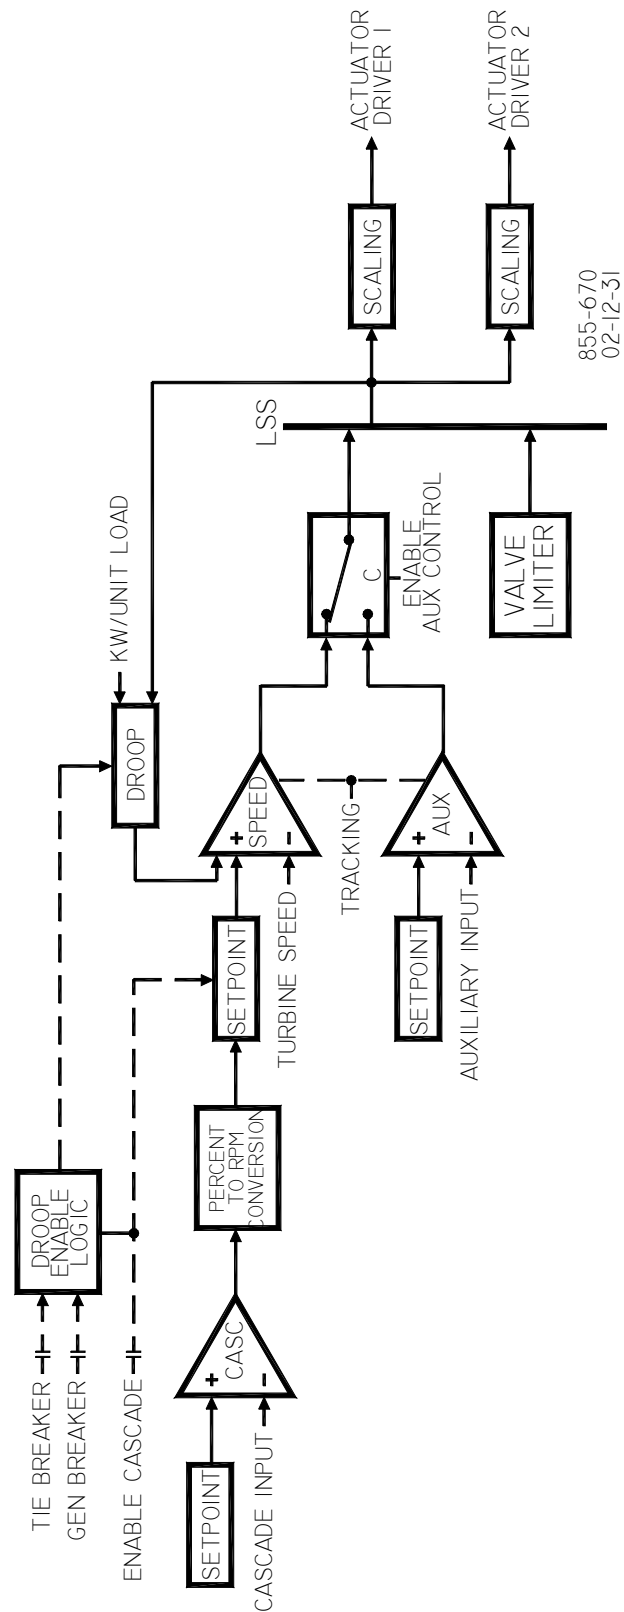 TIE BREAKER
GEN BREAKER
ENABLE CASCADE
DROOP
ENABLE
LOGIC
SETPOINT
CASCADE INPUT
+
CASC
-
PERCENT
TO RPM
CONVERSION
SETPOINT
TURBINE SPEED
DROOP
KW/UNIT LOAD
+
SPEED
-
TRACKING
SETPOINT
AUXILIARY INPUT
+
AUX
-
C
ENABLE
AUX CONTROL
VALVE
LIMITER
LSS
SCALING
ACTUATOR
DRIVER 1
SCALING
ACTUATOR
DRIVER 2
855-670
02-12-31